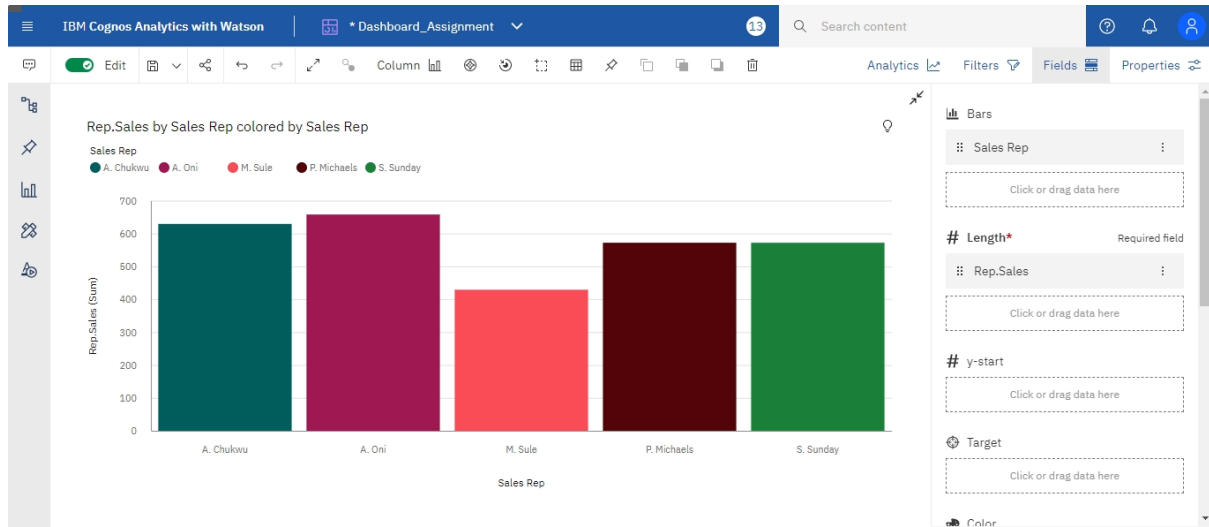 IBM Cognos Analytics with Watson
* Dashboard_Assignment
13
Search content
Edit
Column
Analytics
Filters
Fields
Properties
Rep.Sales by Sales Rep colored by Sales Rep
Sales Rep
A. Chukwu A. Oni M. Sule P. Michaels S. Sunday
700
600
500
400
300
200
100
0
Rep.Sales (Sum)
A. Chukwu A. Oni M. Sule P. Michaels S. Sunday
Sales Rep
Bars
Sales Rep
Click or drag data here
# Length* Required field
Rep.Sales
Click or drag data here
# y-start
Click or drag data here
Target
Click or drag data here
Color